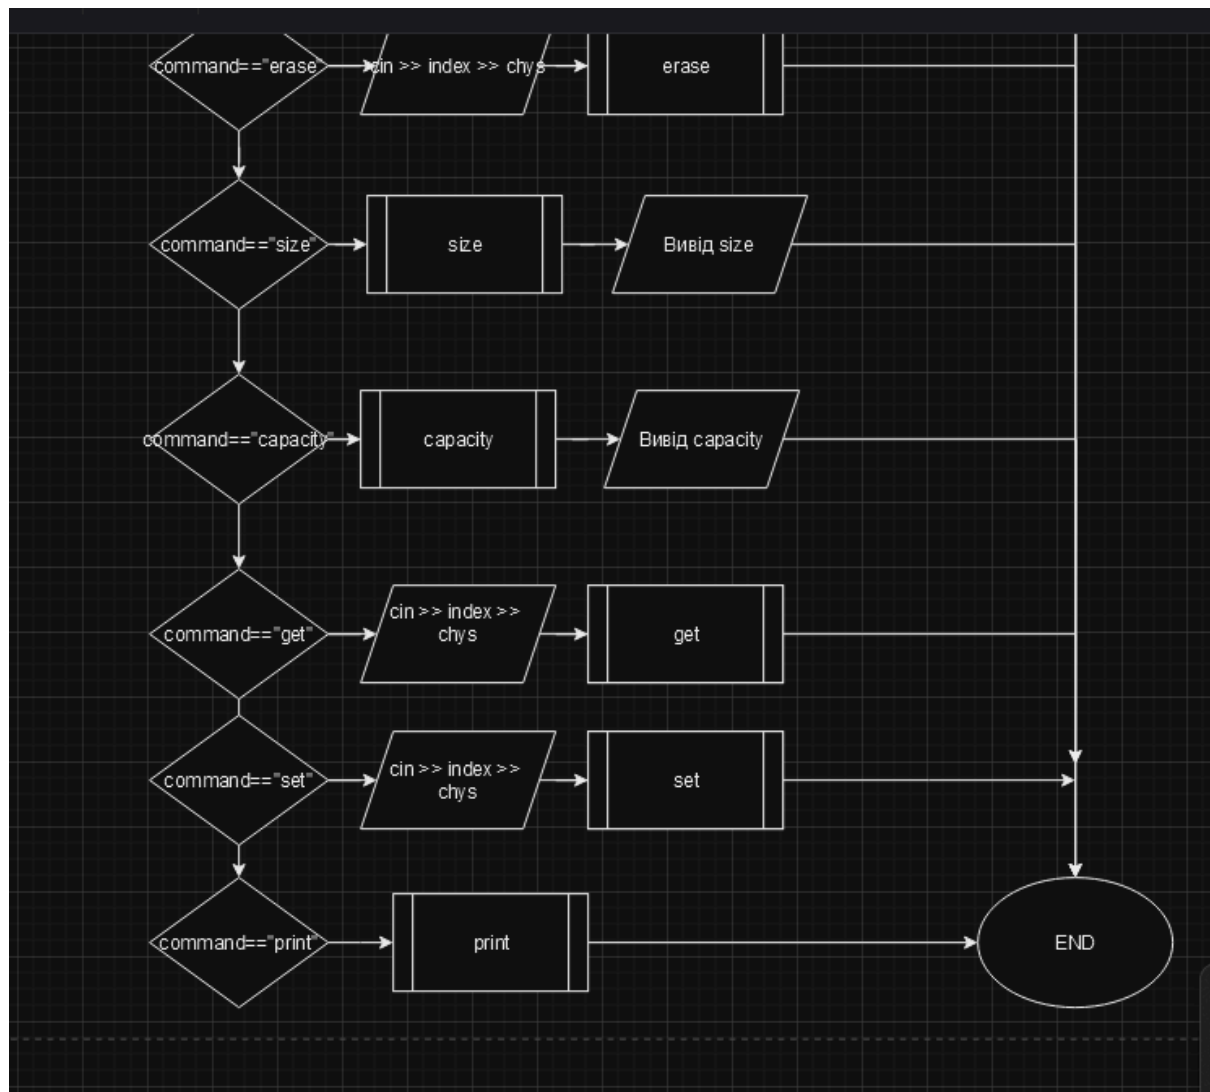 command=="erase"
cin >> index >> chys
erase
command=="size"
size
Вивід size
command=="capacity"
capacity
Вивід capacity
command=="get"
cin >> index >>
chys
get
command=="set"
cin >> index >>
chys
set
command=="print"
print
END